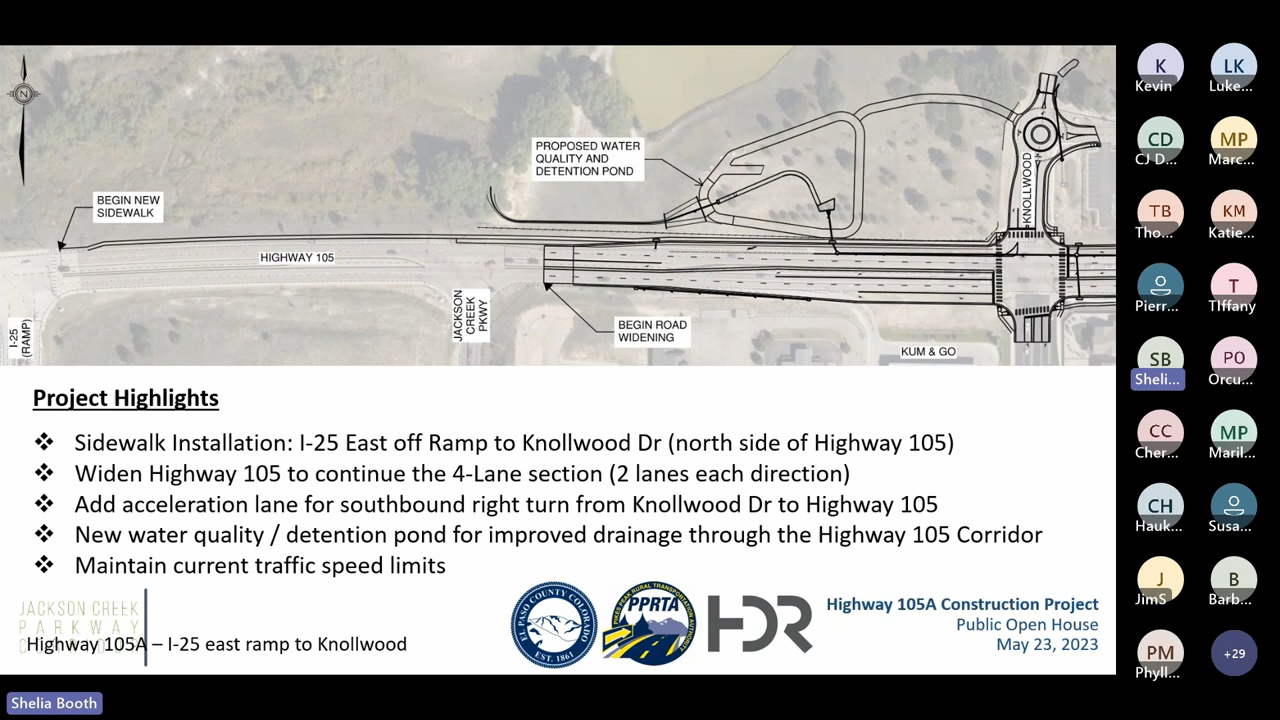 N
BEGIN NEW
SIDEWALK
PROPOSED WATER
QUALITY AND
DETENTION POND
KNOLLWOOD
HIGHWAY 105
JACKSON
CREEK
PKWY
I-25
(RAMP)
BEGIN ROAD
WIDENING
KUM & GO
Project Highlights
❖ Sidewalk Installation: I-25 East off Ramp to Knollwood Dr (north side of Highway 105)
❖ Widen Highway 105 to continue the 4-Lane section (2 lanes each direction)
❖ Add acceleration lane for southbound right turn from Knollwood Dr to Highway 105
❖ New water quality / detention pond for improved drainage through the Highway 105 Corridor
❖ Maintain current traffic speed limits
JACKSON CREEK
PARKWAY
Highway 105A – I-25 east ramp to Knollwood
EL PASO COUNTY COLORADO
EST. 1861
PIKES PEAK RURAL TRANSPORTATION AUTHORITY
PPRTA
HDR
Highway 105A Construction Project
Public Open House
May 23, 2023
K
Kevin
LK
Luke...
CD
CJ D...
MP
Marc...
TB
Tho...
KM
Katie...
Pierr...
T
TIffany
SB
Sheli...
PO
Orcu...
CC
Cher...
MP
Maril...
CH
Hauk...
Susa...
J
JimS
B
Barb...
PM
Phyll...
+29
Shelia Booth